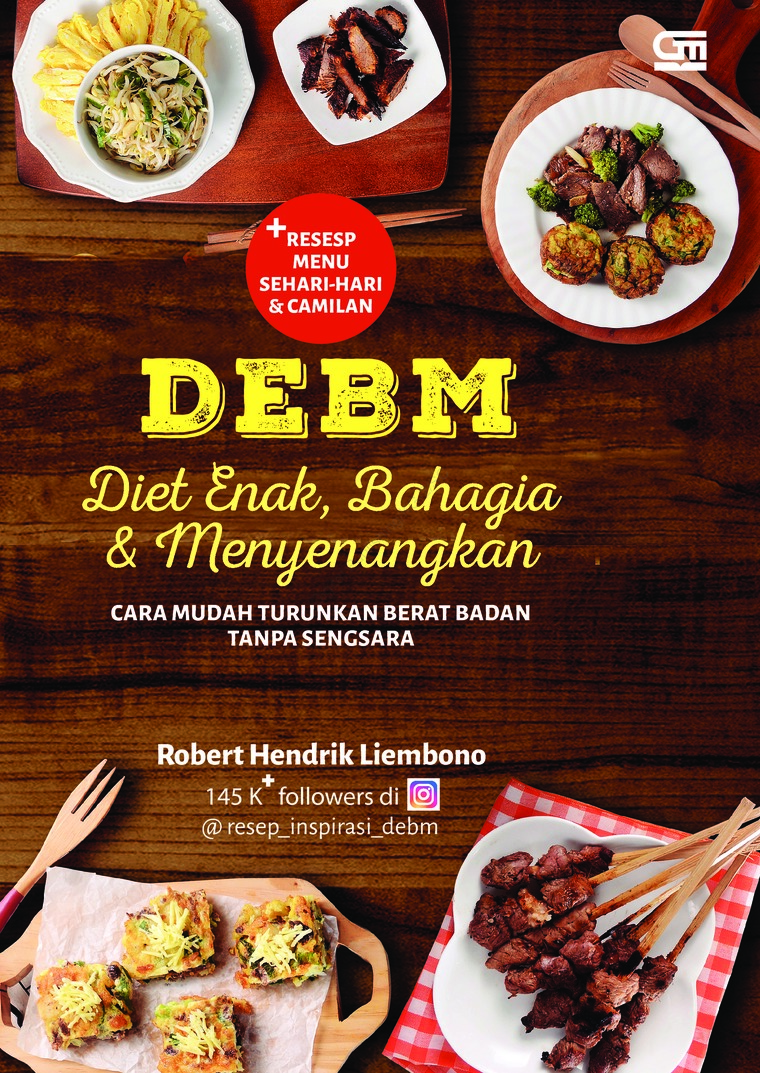 GM
+RESESP
MENU
SEHARI-HARI
& CAMILAN
DEBM
Diet Enak, Bahagia
& Menyenangkan
CARA MUDAH TURUNKAN BERAT BADAN
TANPA SENGSARA
Robert Hendrik Liembono
145 K+ followers di
@resep_inspirasi_debm